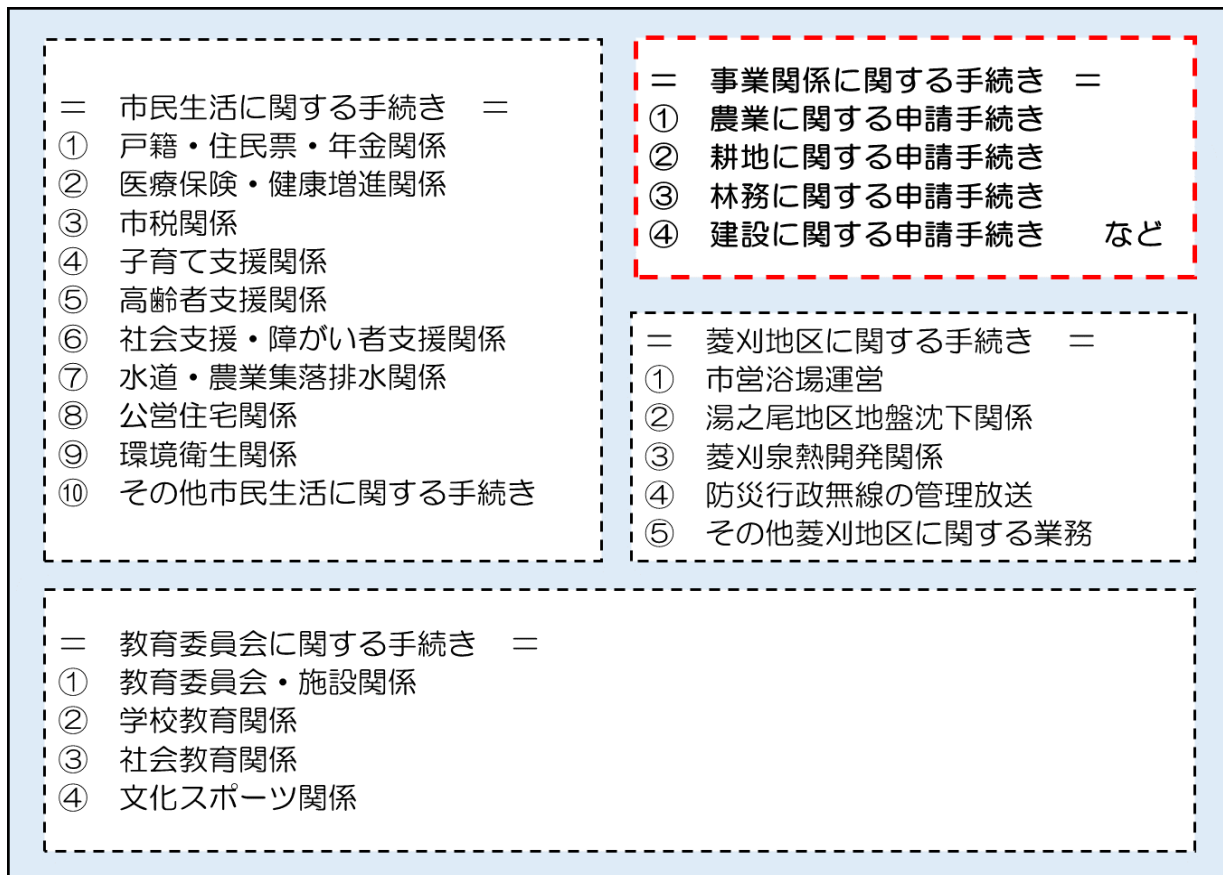 ＝　市民生活に関する手続き　＝
①　戸籍・住民票・年金関係
②　医療保険・健康増進関係
③　市税関係
④　子育て支援関係
⑤　高齢者支援関係
⑥　社会支援・障がい者支援関係
⑦　水道・農業集落排水関係
⑧　公営住宅関係
⑨　環境衛生関係
⑩　その他市民生活に関する手続き
＝　事業関係に関する手続き　＝
①　農業に関する申請手続き
②　耕地に関する申請手続き
③　林務に関する申請手続き
④　建設に関する申請手続き　　など
＝　菱刈地区に関する手続き　＝
①　市営浴場運営
②　湯之尾地区地盤沈下関係
③　菱刈泉熱開発関係
④　防災行政無線の管理放送
⑤　その他菱刈地区に関する業務
＝　教育委員会に関する手続き　＝
①　教育委員会・施設関係
②　学校教育関係
③　社会教育関係
④　文化スポーツ関係